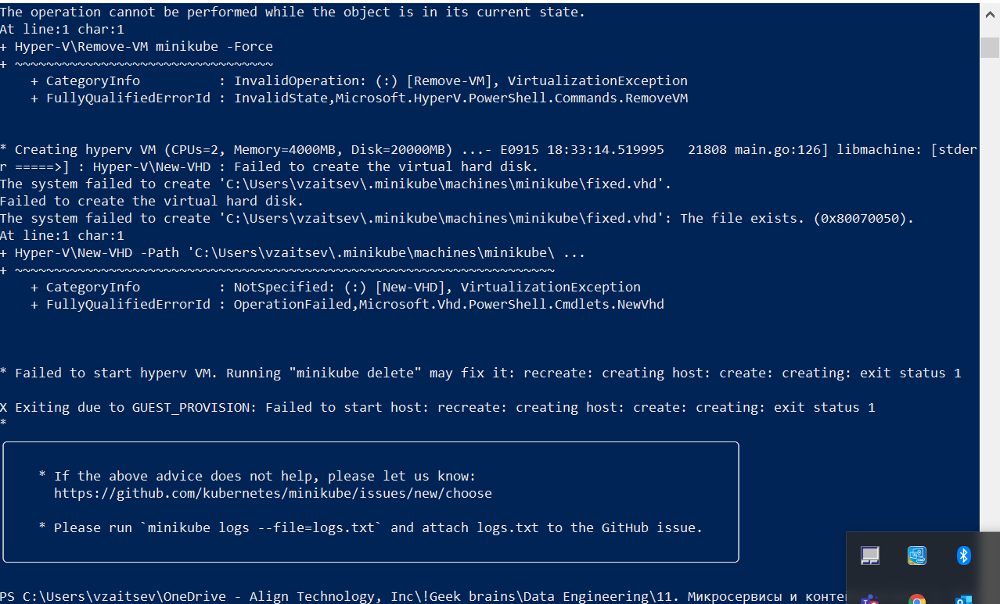 The operation cannot be performed while the object is in its current state.
At line:1 char:1
+ Hyper-V\Remove-VM minikube -Force
+ ~~~~~~~~~~~~~~~~~~~~~~~~~~~~~~~~~
    + CategoryInfo          : InvalidOperation: (:) [Remove-VM], VirtualizationException
    + FullyQualifiedErrorId : InvalidState,Microsoft.HyperV.PowerShell.Commands.RemoveVM
* Creating hyperv VM (CPUs=2, Memory=4000MB, Disk=20000MB) ...- E0915 18:33:14.519995   21808 main.go:126] libmachine: [stder
r =====>] : Hyper-V\New-VHD : Failed to create the virtual hard disk.
The system failed to create 'C:\Users\vzaitsev\.minikube\machines\minikube\fixed.vhd'.
Failed to create the virtual hard disk.
The system failed to create 'C:\Users\vzaitsev\.minikube\machines\minikube\fixed.vhd': The file exists. (0x80070050).
At line:1 char:1
+ Hyper-V\New-VHD -Path 'C:\Users\vzaitsev\.minikube\machines\minikube\ ...
+ ~~~~~~~~~~~~~~~~~~~~~~~~~~~~~~~~~~~~~~~~~~~~~~~~~~~~~~~~~~~~~~~~~~~~~
    + CategoryInfo          : NotSpecified: (:) [New-VHD], VirtualizationException
    + FullyQualifiedErrorId : OperationFailed,Microsoft.Vhd.PowerShell.Cmdlets.NewVhd
* Failed to start hyperv VM. Running "minikube delete" may fix it: recreate: creating host: create: creating: exit status 1
X Exiting due to GUEST_PROVISION: Failed to start host: recreate: creating host: create: creating: exit status 1
*
* If the above advice does not help, please let us know:
https://github.com/kubernetes/minikube/issues/new/choose
* Please run `minikube logs --file=logs.txt` and attach logs.txt to the GitHub issue.
PS C:\Users\vzaitsev\OneDrive - Align Technology, Inc\!Geek brains\Data Engineering\11. Микросервисы и конте